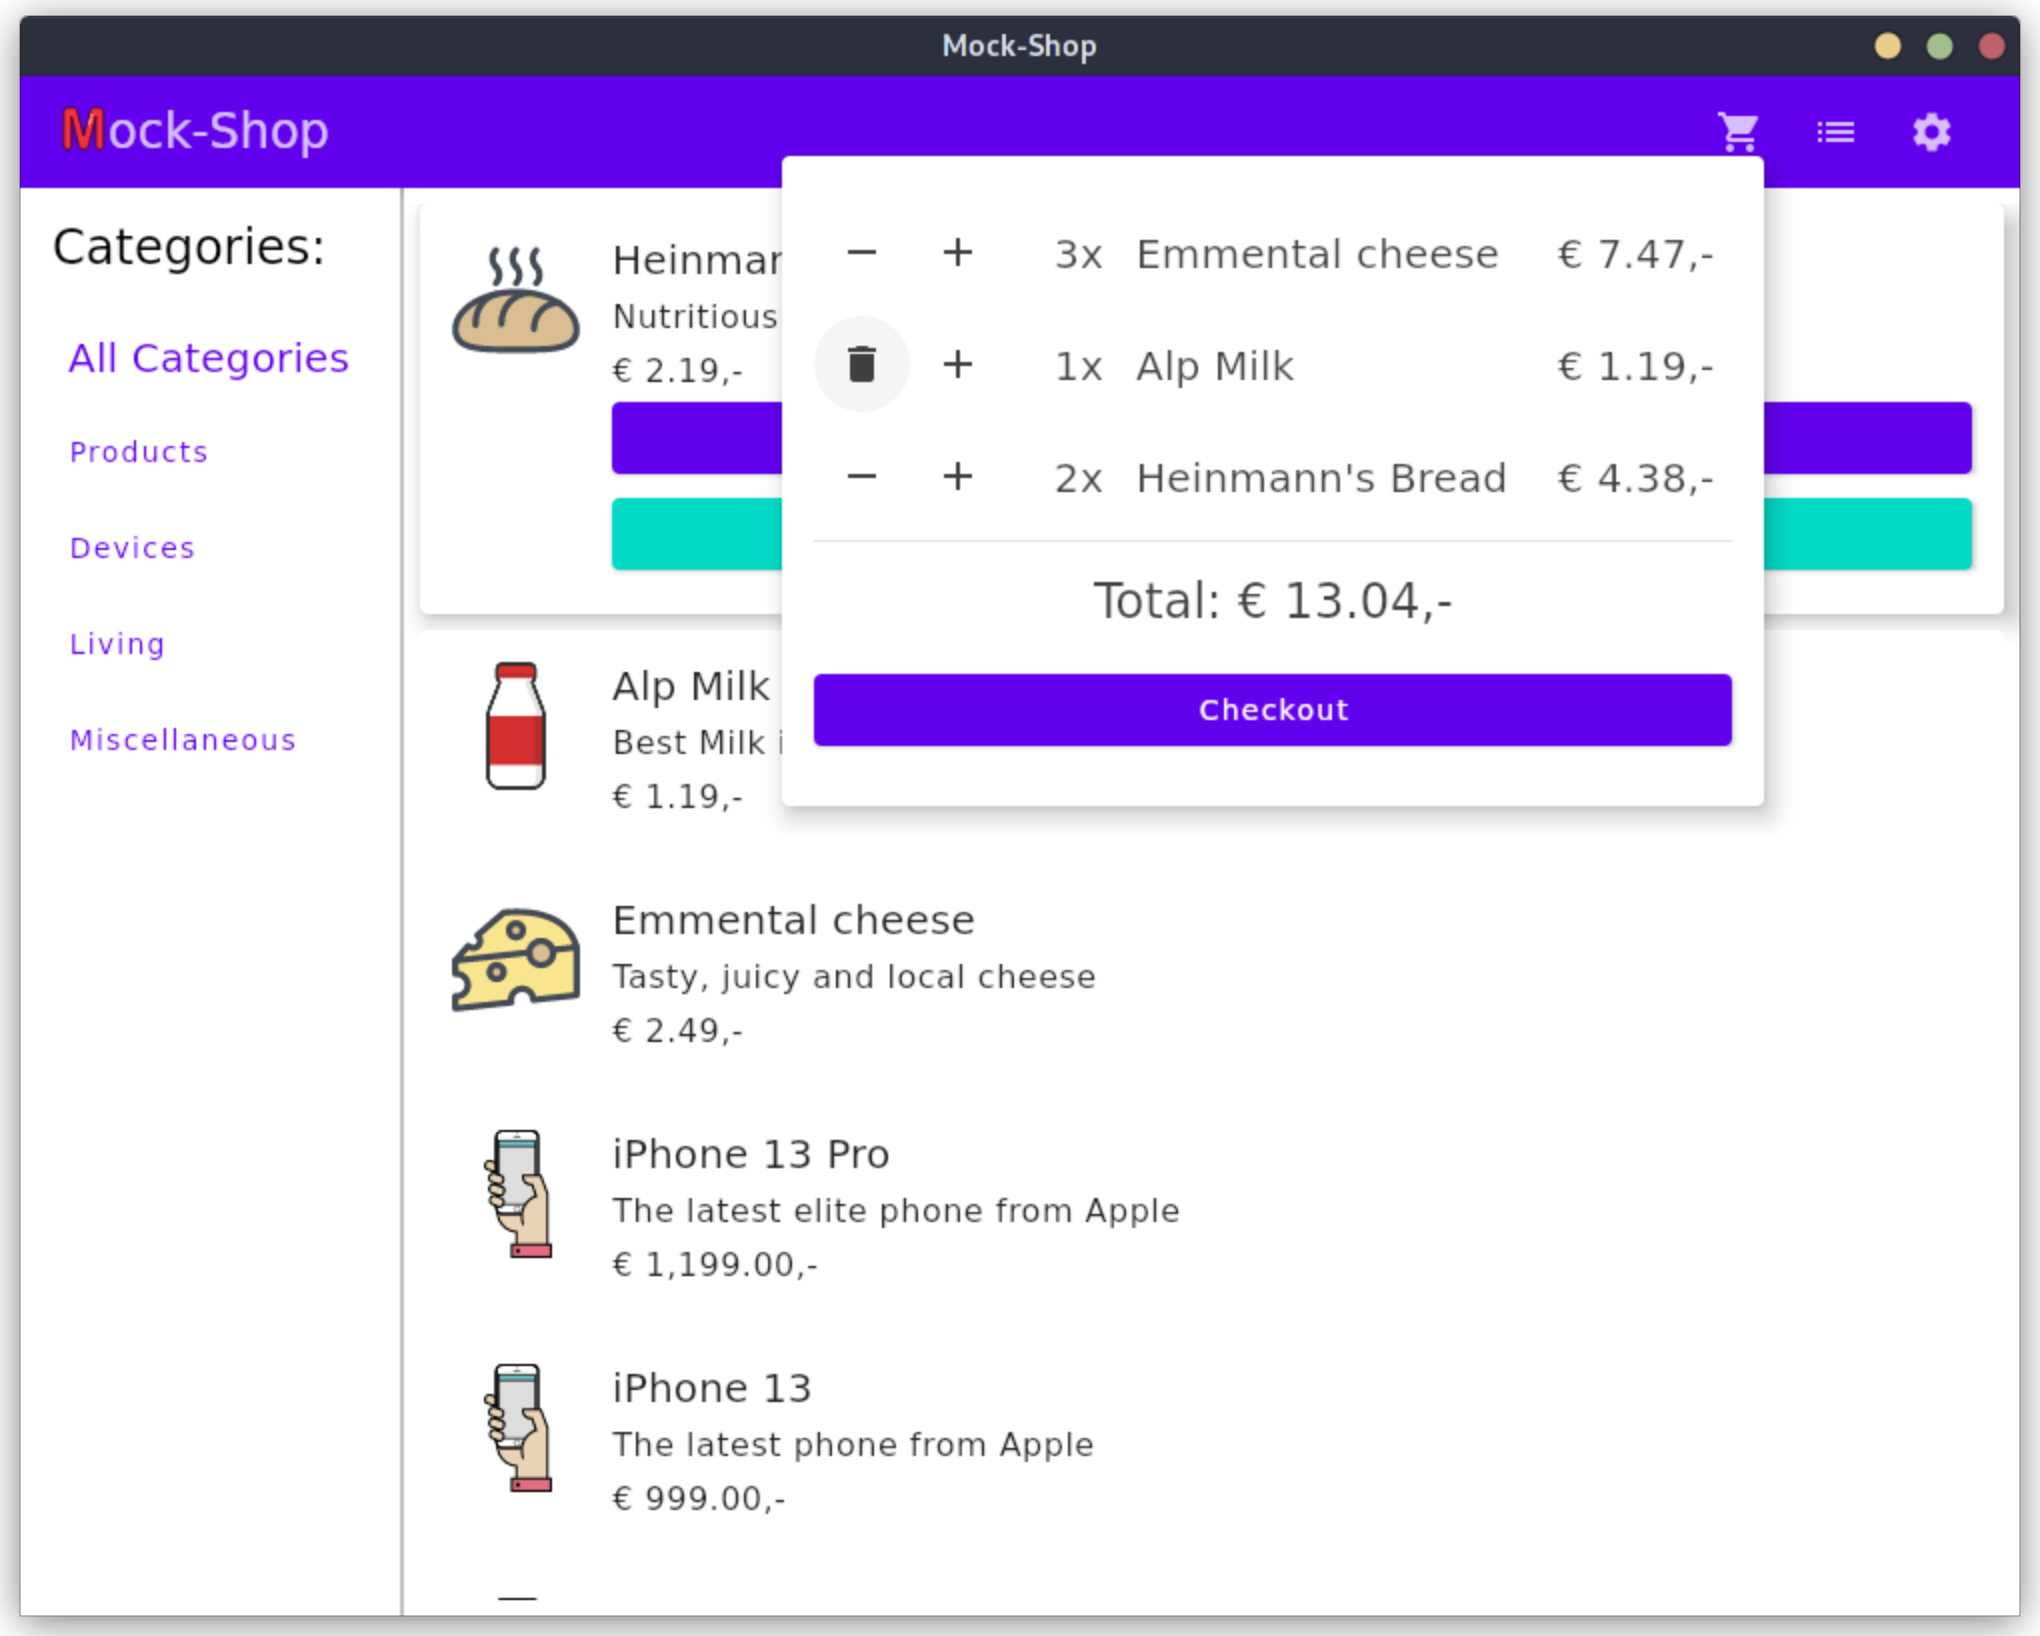 Mock-Shop
Mock-Shop
Categories:
All Categories
Products
Devices
Living
Miscellaneous
Nutritious
€ 2.19,-
3x Emmental cheese € 7.47,-
1x Alp Milk € 1.19,-
2x Heinmann's Bread € 4.38,-
Total: € 13.04,-
Checkout
Alp Milk
Best Milk
€ 1.19,-
Emmental cheese
Tasty, juicy and local cheese
€ 2.49,-
iPhone 13 Pro
The latest elite phone from Apple
€ 1,199.00,-
iPhone 13
The latest phone from Apple
€ 999.00,-